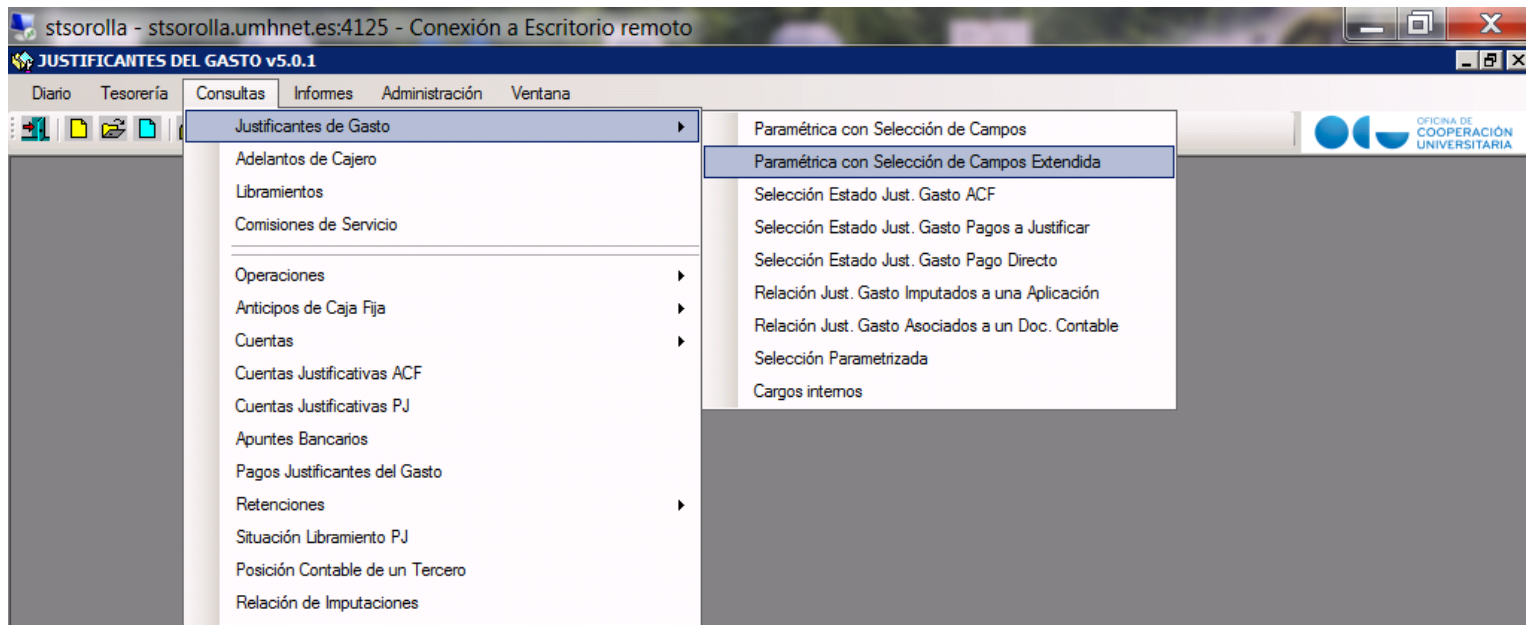 stsorolla - stsorolla.umhnet.es:4125 - Conexión a Escritorio remoto
JUSTIFICANTES DEL GASTO v5.0.1
Diario Tesorería Consultas Informes Administración Ventana
OFICINA DE
COOPERACIÓN
UNIVERSITARIA
Justificantes de Gasto
Adelantos de Cajero
Libramientos
Comisiones de Servicio
Operaciones
Anticipos de Caja Fija
Cuentas
Cuentas Justificativas ACF
Cuentas Justificativas PJ
Apuntes Bancarios
Pagos Justificantes del Gasto
Retenciones
Situación Libramiento PJ
Posición Contable de un Tercero
Relación de Imputaciones
Paramétrica con Selección de Campos
Paramétrica con Selección de Campos Extendida
Selección Estado Just. Gasto ACF
Selección Estado Just. Gasto Pagos a Justificar
Selección Estado Just. Gasto Pago Directo
Relación Just. Gasto Imputados a una Aplicación
Relación Just. Gasto Asociados a un Doc. Contable
Selección Parametrizada
Cargos internos